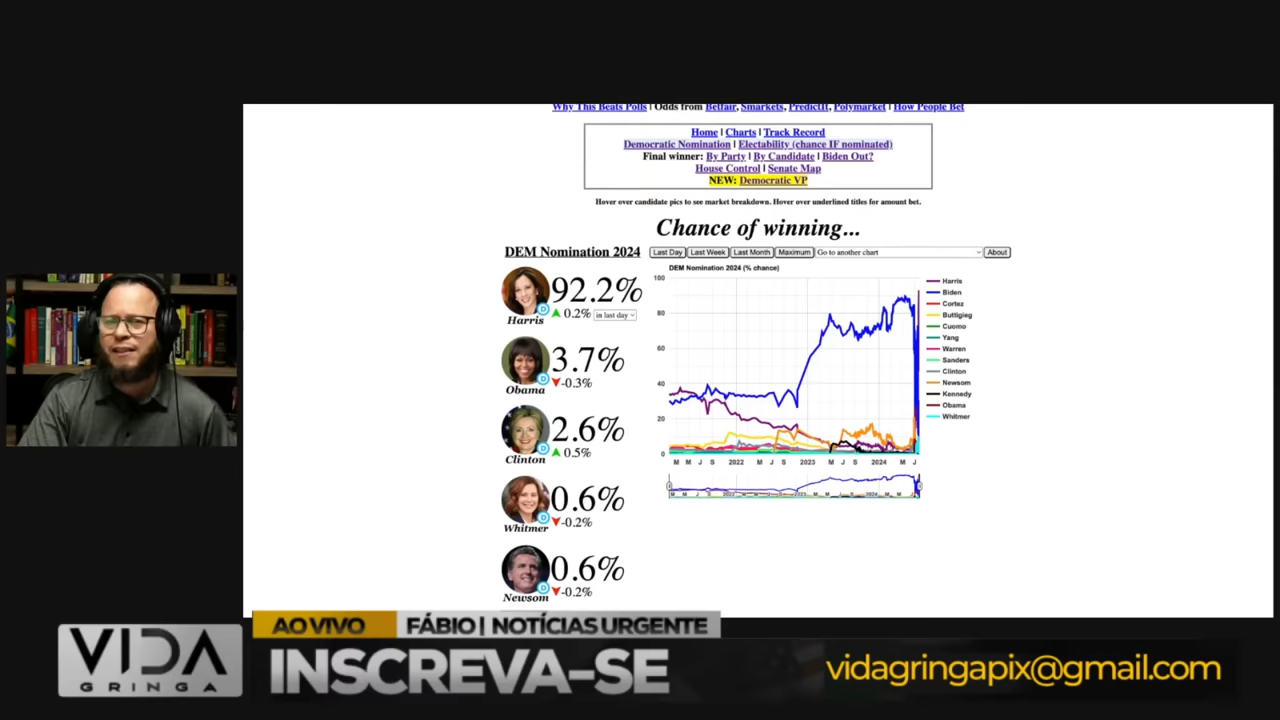 Why This Beats Polls | Odds from Betfair, Smarkets, PredictIt, Polymarket | How People Bet
Home | Charts | Track Record
Democratic Nomination | Electability (chance IF nominated)
Final winner: By Party | By Candidate | Biden Out?
House Control | Senate Map
NEW: Democratic VP
Hover over candidate pics to see market breakdown. Hover over underlined titles for amount bet.
Chance of winning...
DEM Nomination 2024
Last Day Last Week Last Month Maximum Go to another chart About
92.2%
0.2% in last day
Harris
3.7%
-0.3%
Obama
2.6%
0.5%
Clinton
0.6%
-0.2%
Whitmer
0.6%
-0.2%
Newsom
DEM Nomination 2024 (% chance)
100
80
60
40
20
0
M M J S 2022 M J S 2023 M M J S 2024 M J
Harris
Biden
Cortez
Buttigieg
Cuomo
Yang
Warren
Sanders
Clinton
Newsom
Kennedy
Obama
Whitmer
AO VIVO FÁBIO | NOTÍCIAS URGENTE
VIDA
GRINGA
INSCREVA-SE
vidagringapix@gmail.com